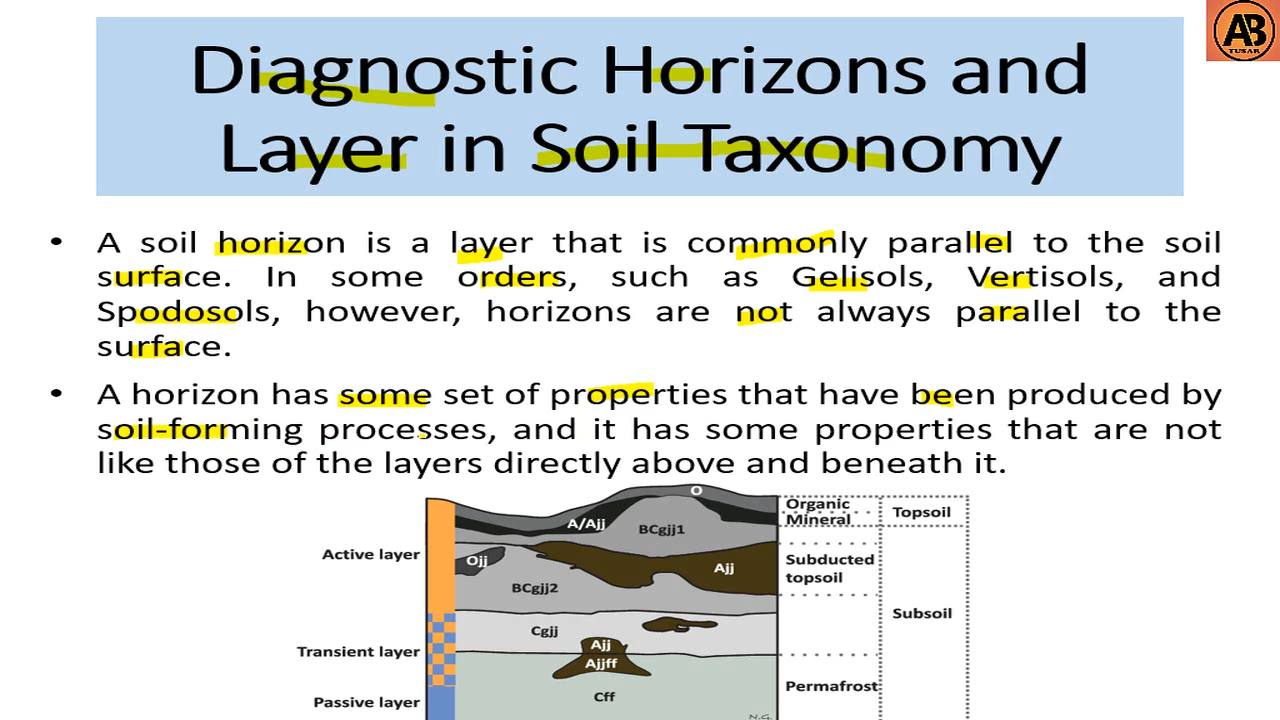 AB
TUSAR
Diagnostic Horizons and
Layer in Soil Taxonomy
• A soil horizon is a layer that is commonly parallel to the soil
surface. In some orders, such as Gelisols, Vertisols, and
Spodosols, however, horizons are not always parallel to the
surface.
• A horizon has some set of properties that have been produced by
soil-forming processes, and it has some properties that are not
like those of the layers directly above and beneath it.
O
A/Ajj
BCgjj1
Organic
Mineral
Topsoil
Active layer
Ojj
Ajj
Subducted
topsoil
BCgjj2
Subsoil
Cgjj
Transient layer
Ajj
Ajjff
Permafrost
Cff
Passive layer
N.G.